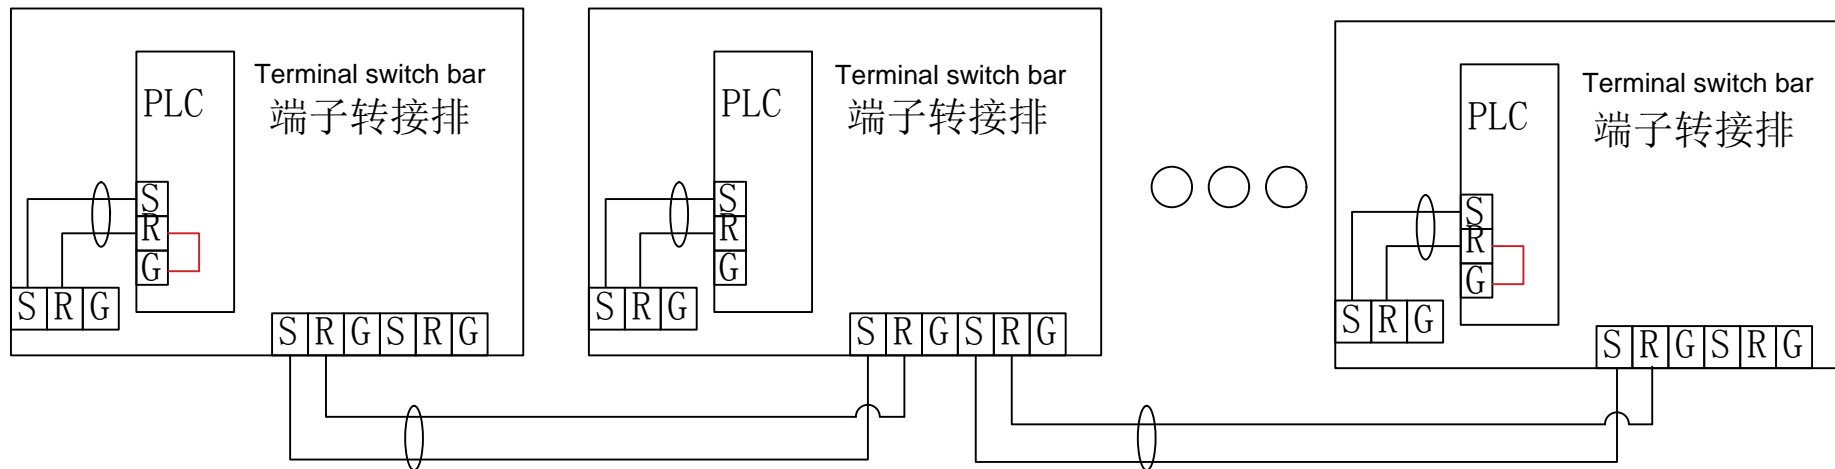 Terminal switch bar
PLC
端子转接排
S
R
G
S R G
S R G S R G
Terminal switch bar
PLC
端子转接排
S
R
G
S R G
S R G S R G
Terminal switch bar
PLC
端子转接排
S
R
G
S R G
S R G S R G